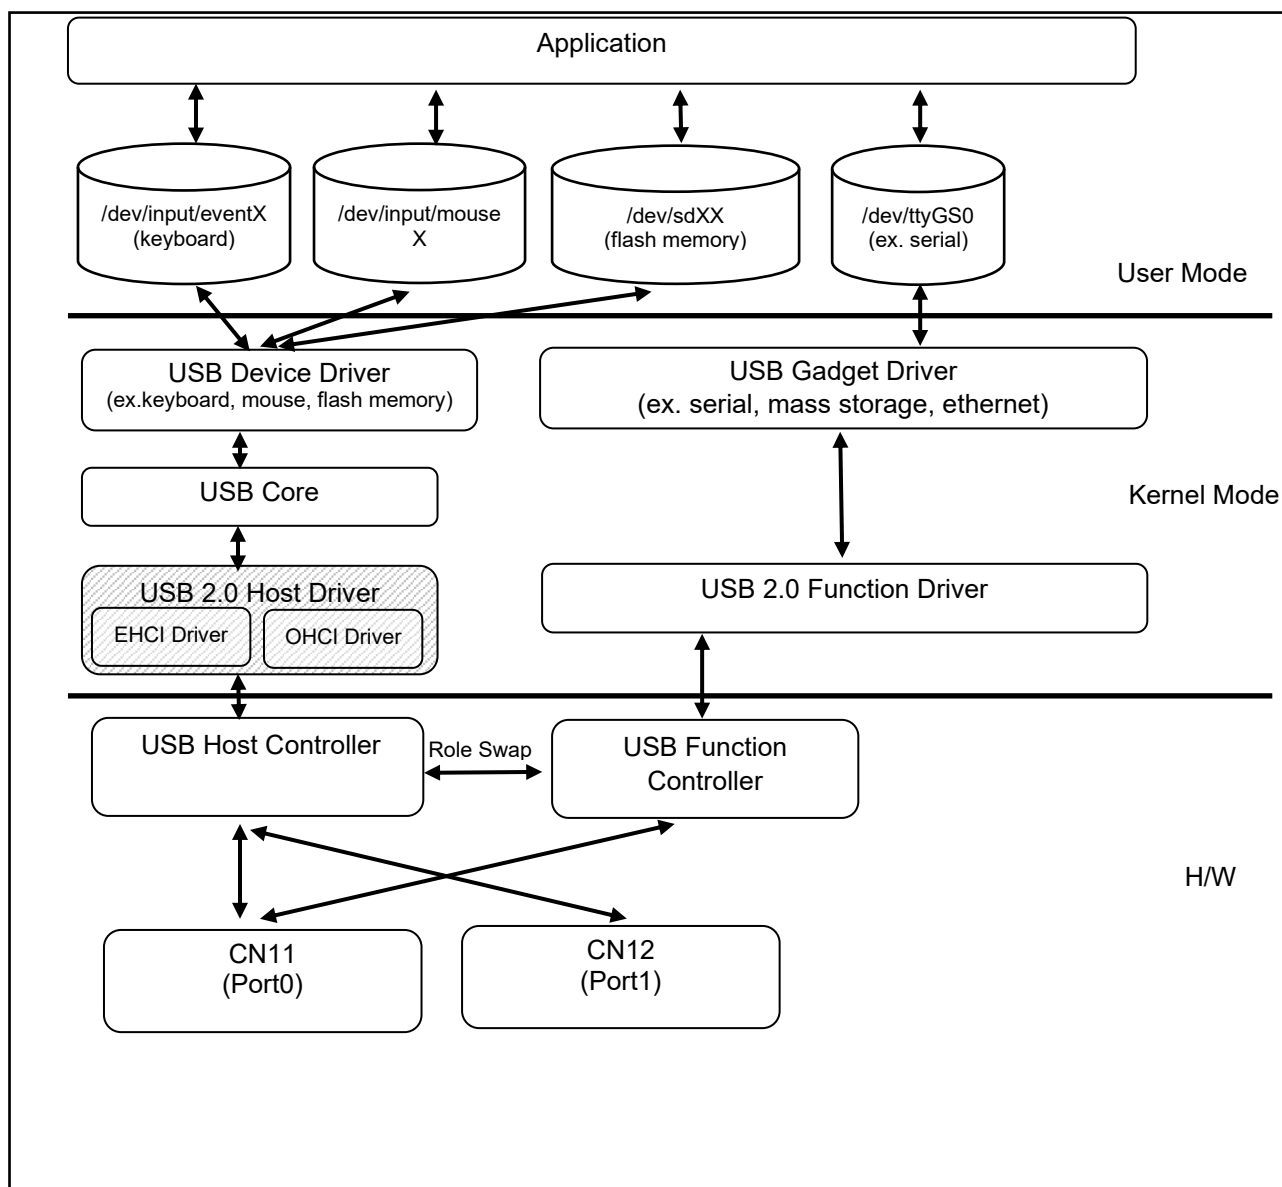 Application
/dev/input/eventX
(keyboard)
/dev/input/mouse
X
/dev/sdXX
(flash memory)
/dev/ttyGS0
(ex. serial)
User Mode
USB Device Driver
(ex.keyboard, mouse, flash memory)
USB Gadget Driver
(ex. serial, mass storage, ethernet)
USB Core
Kernel Mode
USB 2.0 Host Driver
EHCI Driver
OHCI Driver
USB 2.0 Function Driver
USB Host Controller
Role Swap
USB Function
Controller
H/W
CN11
(Port0)
CN12
(Port1)